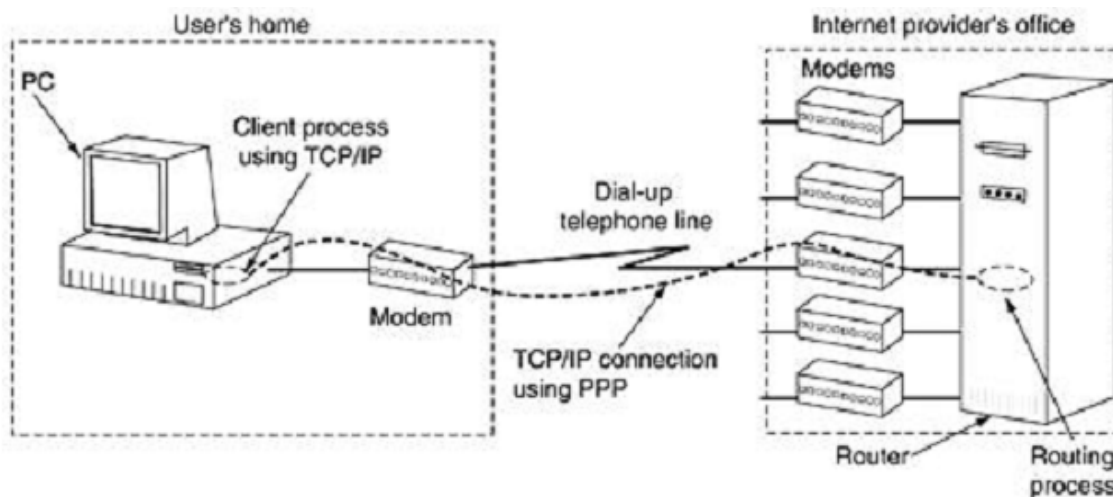 User's home
Internet provider's office
PC
Modems
Client process
using TCP/IP
Dial-up
telephone line
Modem
TCP/IP connection
using PPP
Router
Routing
process